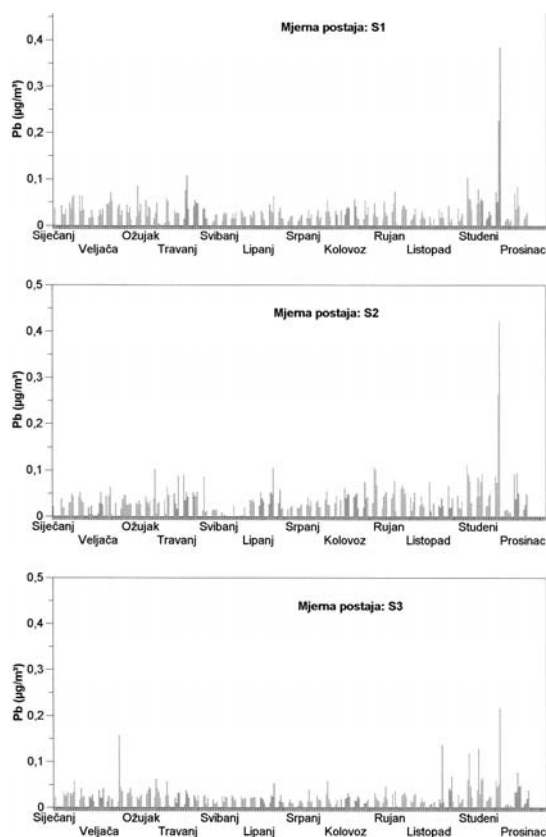 Mjerna postaja: S1
Pb (µg/m³)
0,4
0,3
0,2
0,1
0
Siječanj Ožujak Travanj Svibanj Lipanj Srpanj Rujan Studeni
Veljača Kolovoz Listopad Prosinac
Mjerna postaja: S2
Pb (µg/m³)
0,5
0,4
0,3
0,2
0,1
0
Siječanj Ožujak Travanj Svibanj Lipanj Srpanj Rujan Studeni
Veljača Kolovoz Listopad Prosinac
Mjerna postaja: S3
Pb (µg/m³)
0,5
0,4
0,3
0,2
0,1
0
Siječanj Ožujak Travanj Svibanj Lipanj Srpanj Rujan Studeni
Veljača Kolovoz Listopad Prosinac